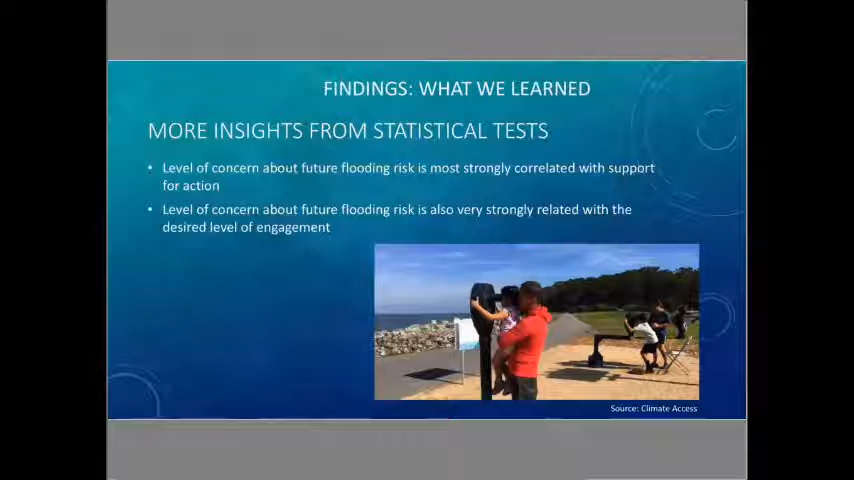 FINDINGS: WHAT WE LEARNED
MORE INSIGHTS FROM STATISTICAL TESTS
• Level of concern about future flooding risk is most strongly correlated with support
for action
• Level of concern about future flooding risk is also very strongly related with the
desired level of engagement
Source: Climate Access